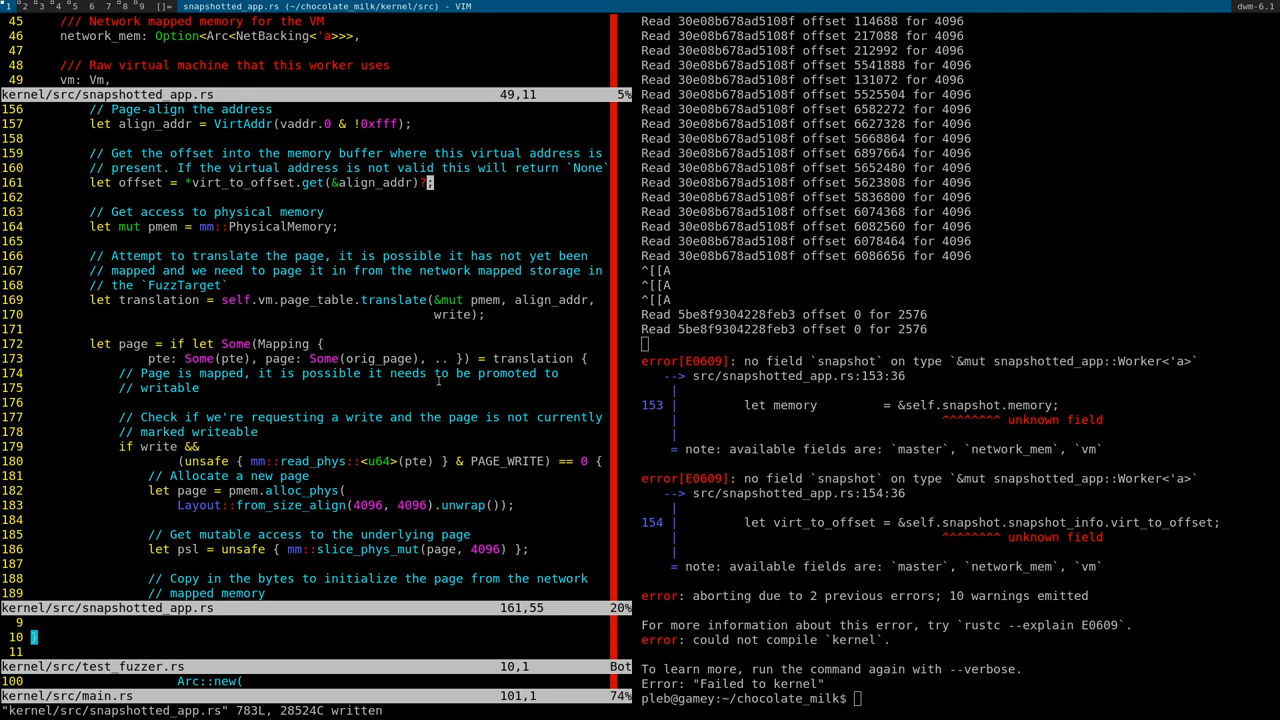 1 2 3 4 5 6 7 8 9 []= snapshotted_app.rs (~/chocolate_milk/kernel/src) - VIM dwm-6.1
45     /// Network mapped memory for the VM
46     network_mem: Option<Arc<NetBacking<'a>>>,
47
48     /// Raw virtual machine that this worker uses
49     vm: Vm,
kernel/src/snapshotted_app.rs 49,11 5%
156         // Page-align the address
157         let align_addr = VirtAddr(vaddr.0 & !0xfff);
158
159         // Get the offset into the memory buffer where this virtual address is
160         // present. If the virtual address is not valid this will return `None`
161         let offset = *virt_to_offset.get(&align_addr)?;
162
163         // Get access to physical memory
164         let mut pmem = mm::PhysicalMemory;
165
166         // Attempt to translate the page, it is possible it has not yet been
167         // mapped and we need to page it in from the network mapped storage in
168         // the `FuzzTarget`
169         let translation = self.vm.page_table.translate(&mut pmem, align_addr,
170                                                        write);
171
172         let page = if let Some(Mapping {
173                 pte: Some(pte), page: Some(orig_page), .. }) = translation {
174             // Page is mapped, it is possible it needs to be promoted to
175             // writable
176
177             // Check if we're requesting a write and the page is not currently
178             // marked writeable
179             if write &&
180                     (unsafe { mm::read_phys::<u64>(pte) } & PAGE_WRITE) == 0 {
181                 // Allocate a new page
182                 let page = pmem.alloc_phys(
183                     Layout::from_size_align(4096, 4096).unwrap());
184
185                 // Get mutable access to the underlying page
186                 let psl = unsafe { mm::slice_phys_mut(page, 4096) };
187
188                 // Copy in the bytes to initialize the page from the network
189                 // mapped memory
kernel/src/snapshotted_app.rs 161,55 20%
9
10 }
11
kernel/src/test_fuzzer.rs 10,1 Bot
100                     Arc::new(
kernel/src/main.rs 101,1 74%
"kernel/src/snapshotted_app.rs" 783L, 28524C written
Read 30e08b678ad5108f offset 114688 for 4096
Read 30e08b678ad5108f offset 217088 for 4096
Read 30e08b678ad5108f offset 212992 for 4096
Read 30e08b678ad5108f offset 5541888 for 4096
Read 30e08b678ad5108f offset 131072 for 4096
Read 30e08b678ad5108f offset 5525504 for 4096
Read 30e08b678ad5108f offset 6582272 for 4096
Read 30e08b678ad5108f offset 6627328 for 4096
Read 30e08b678ad5108f offset 5668864 for 4096
Read 30e08b678ad5108f offset 6897664 for 4096
Read 30e08b678ad5108f offset 5652480 for 4096
Read 30e08b678ad5108f offset 5623808 for 4096
Read 30e08b678ad5108f offset 5836800 for 4096
Read 30e08b678ad5108f offset 6074368 for 4096
Read 30e08b678ad5108f offset 6082560 for 4096
Read 30e08b678ad5108f offset 6078464 for 4096
Read 30e08b678ad5108f offset 6086656 for 4096
^[[A
^[[A
^[[A
Read 5be8f9304228feb3 offset 0 for 2576
Read 5be8f9304228feb3 offset 0 for 2576
error[E0609]: no field `snapshot` on type `&mut snapshotted_app::Worker<'a>`
   --> src/snapshotted_app.rs:153:36
    |
153 |         let memory         = &self.snapshot.memory;
    |                                    ^^^^^^^^ unknown field
    |
    = note: available fields are: `master`, `network_mem`, `vm`
error[E0609]: no field `snapshot` on type `&mut snapshotted_app::Worker<'a>`
   --> src/snapshotted_app.rs:154:36
    |
154 |         let virt_to_offset = &self.snapshot.snapshot_info.virt_to_offset;
    |                                    ^^^^^^^^ unknown field
    |
    = note: available fields are: `master`, `network_mem`, `vm`
error: aborting due to 2 previous errors; 10 warnings emitted
For more information about this error, try `rustc --explain E0609`.
error: could not compile `kernel`.
To learn more, run the command again with --verbose.
Error: "Failed to kernel"
pleb@gamey:~/chocolate_milk$